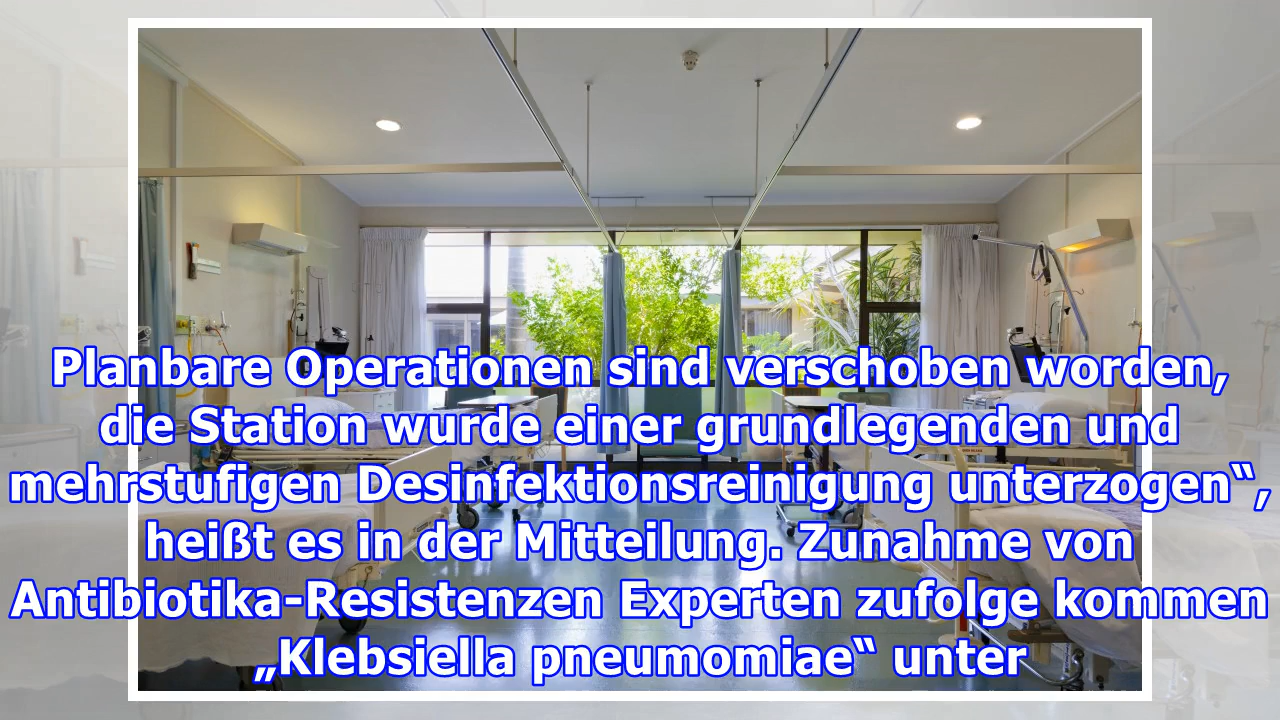 Planbare Operationen sind verschoben worden,
die Station wurde einer grundlegenden und
mehrstufigen Desinfektionsreinigung unterzogen“,
heißt es in der Mitteilung. Zunahme von
Antibiotika-Resistenzen Experten zufolge kommen
„Klebsiella pneumomiae“ unter